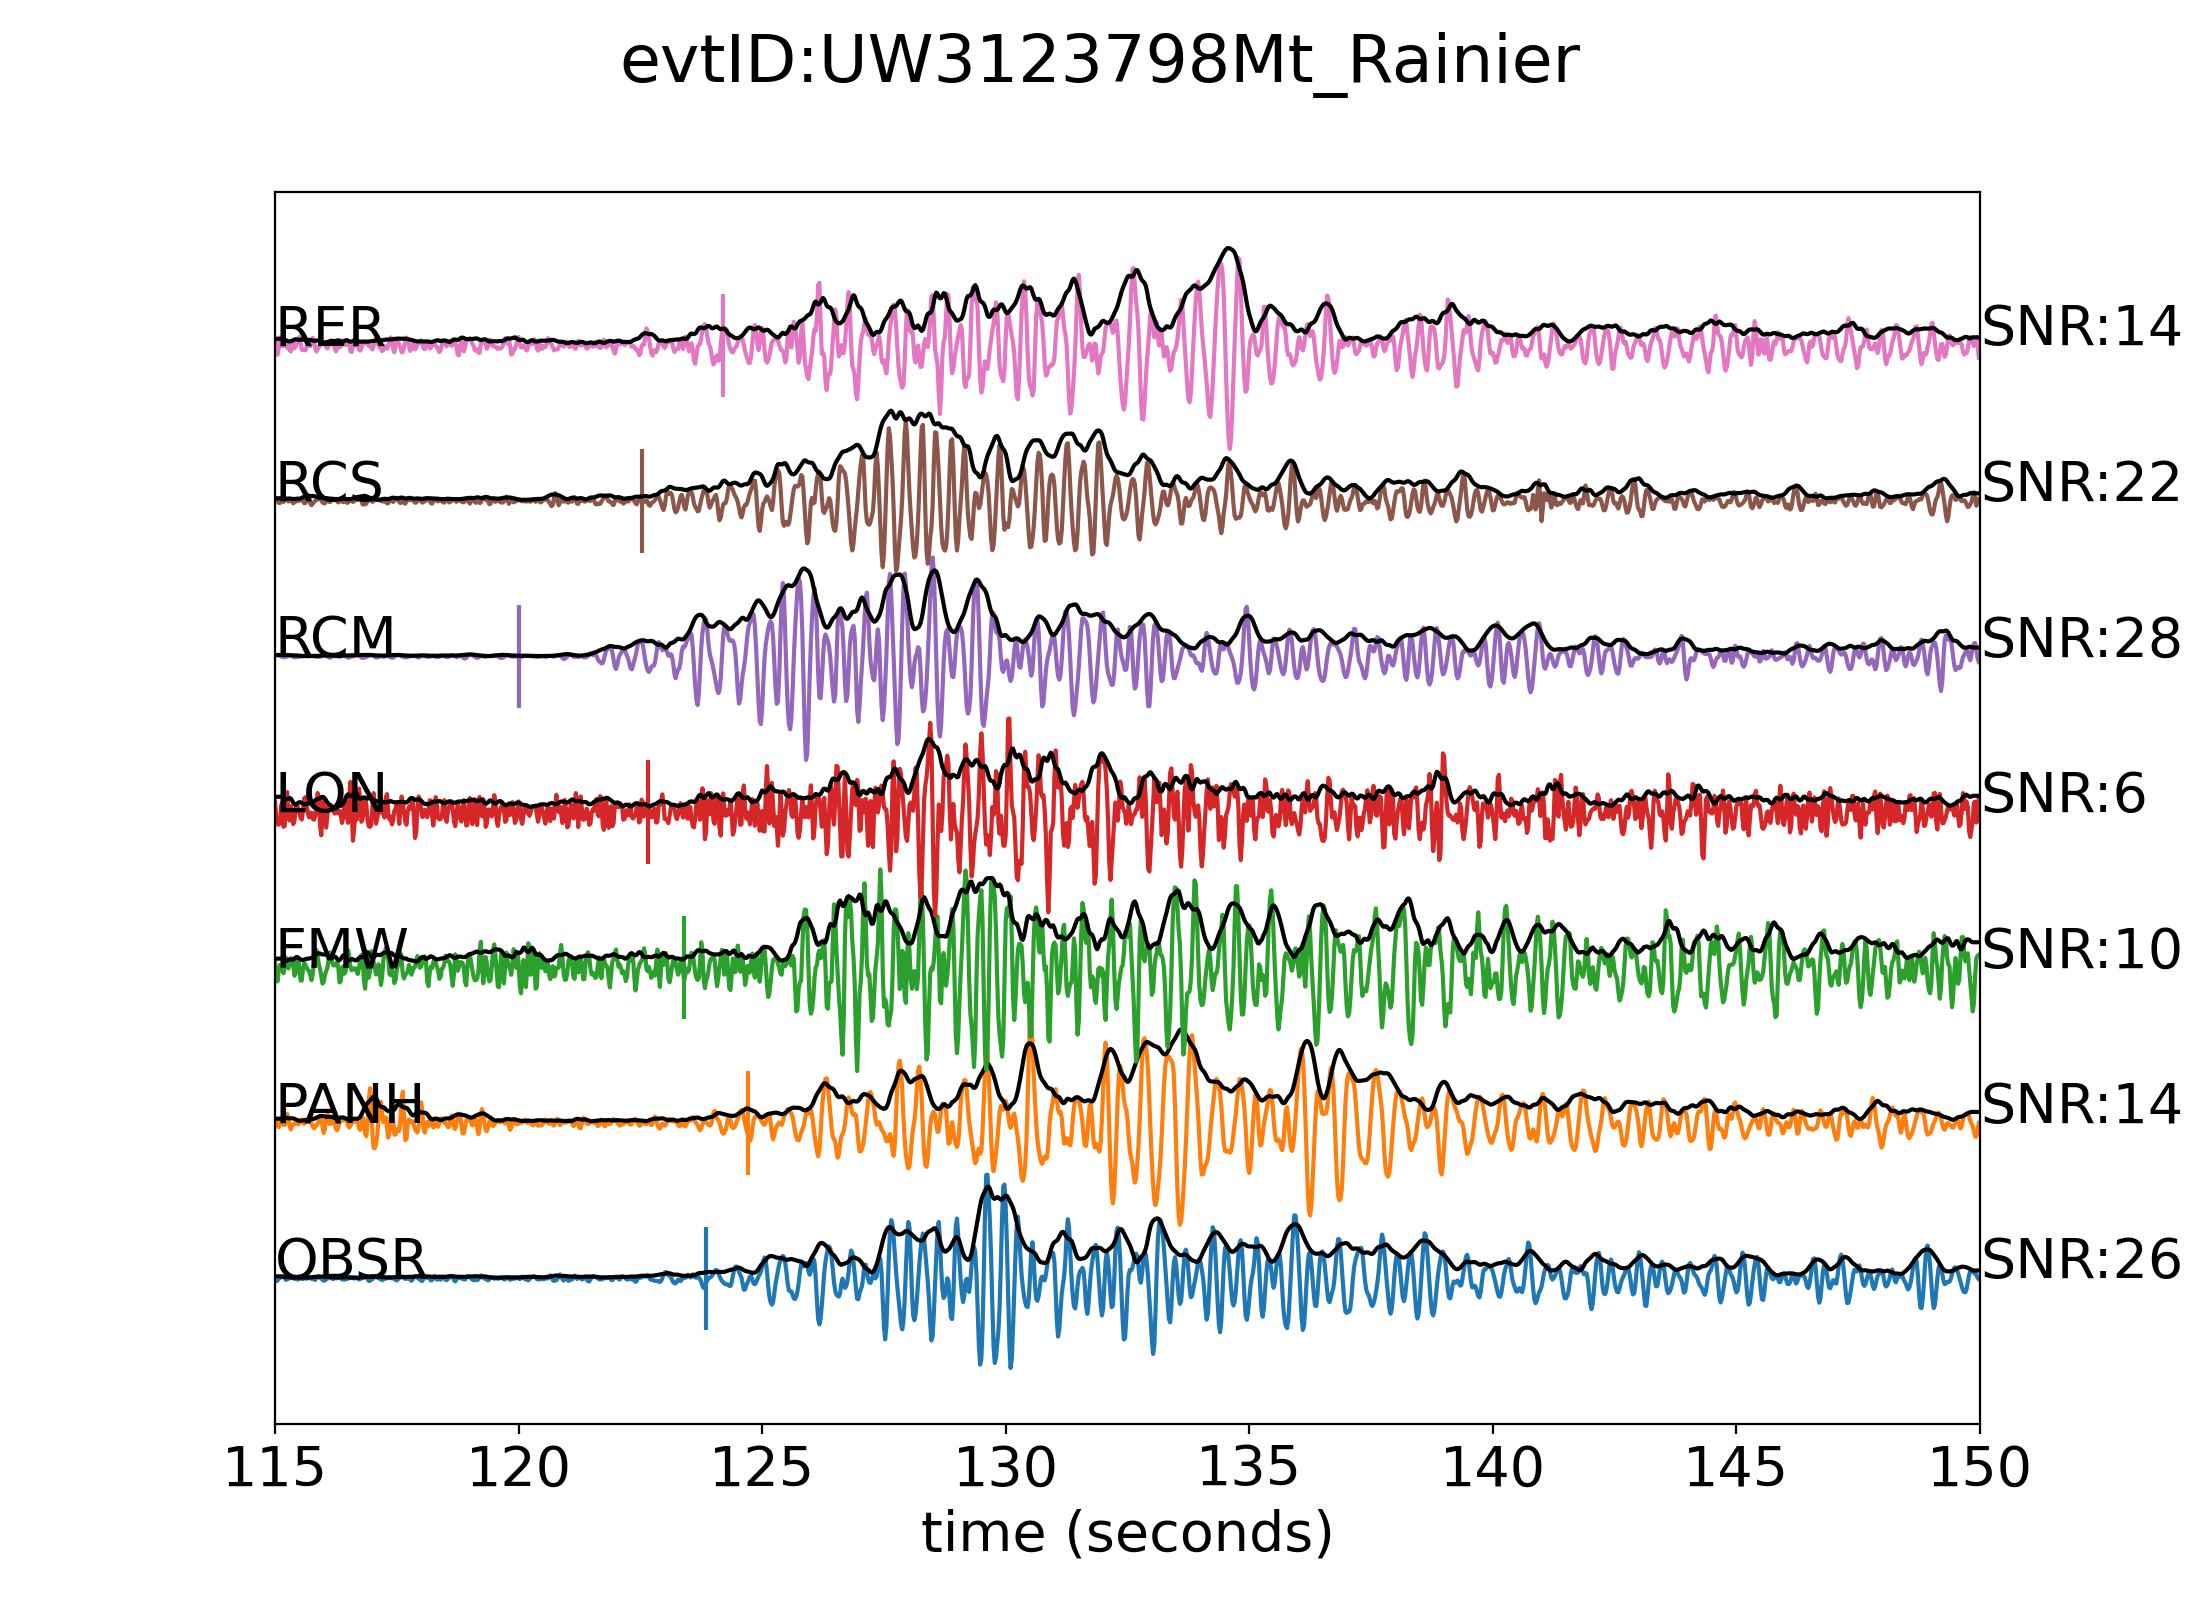 evtID:UW3123798Mt_Rainier
RER SNR:14
RCS SNR:22
RCM SNR:28
LON SNR:6
FMW SNR:10
PANH SNR:14
OBSR SNR:26
115 120 125 130 135 140 145 150
time (seconds)